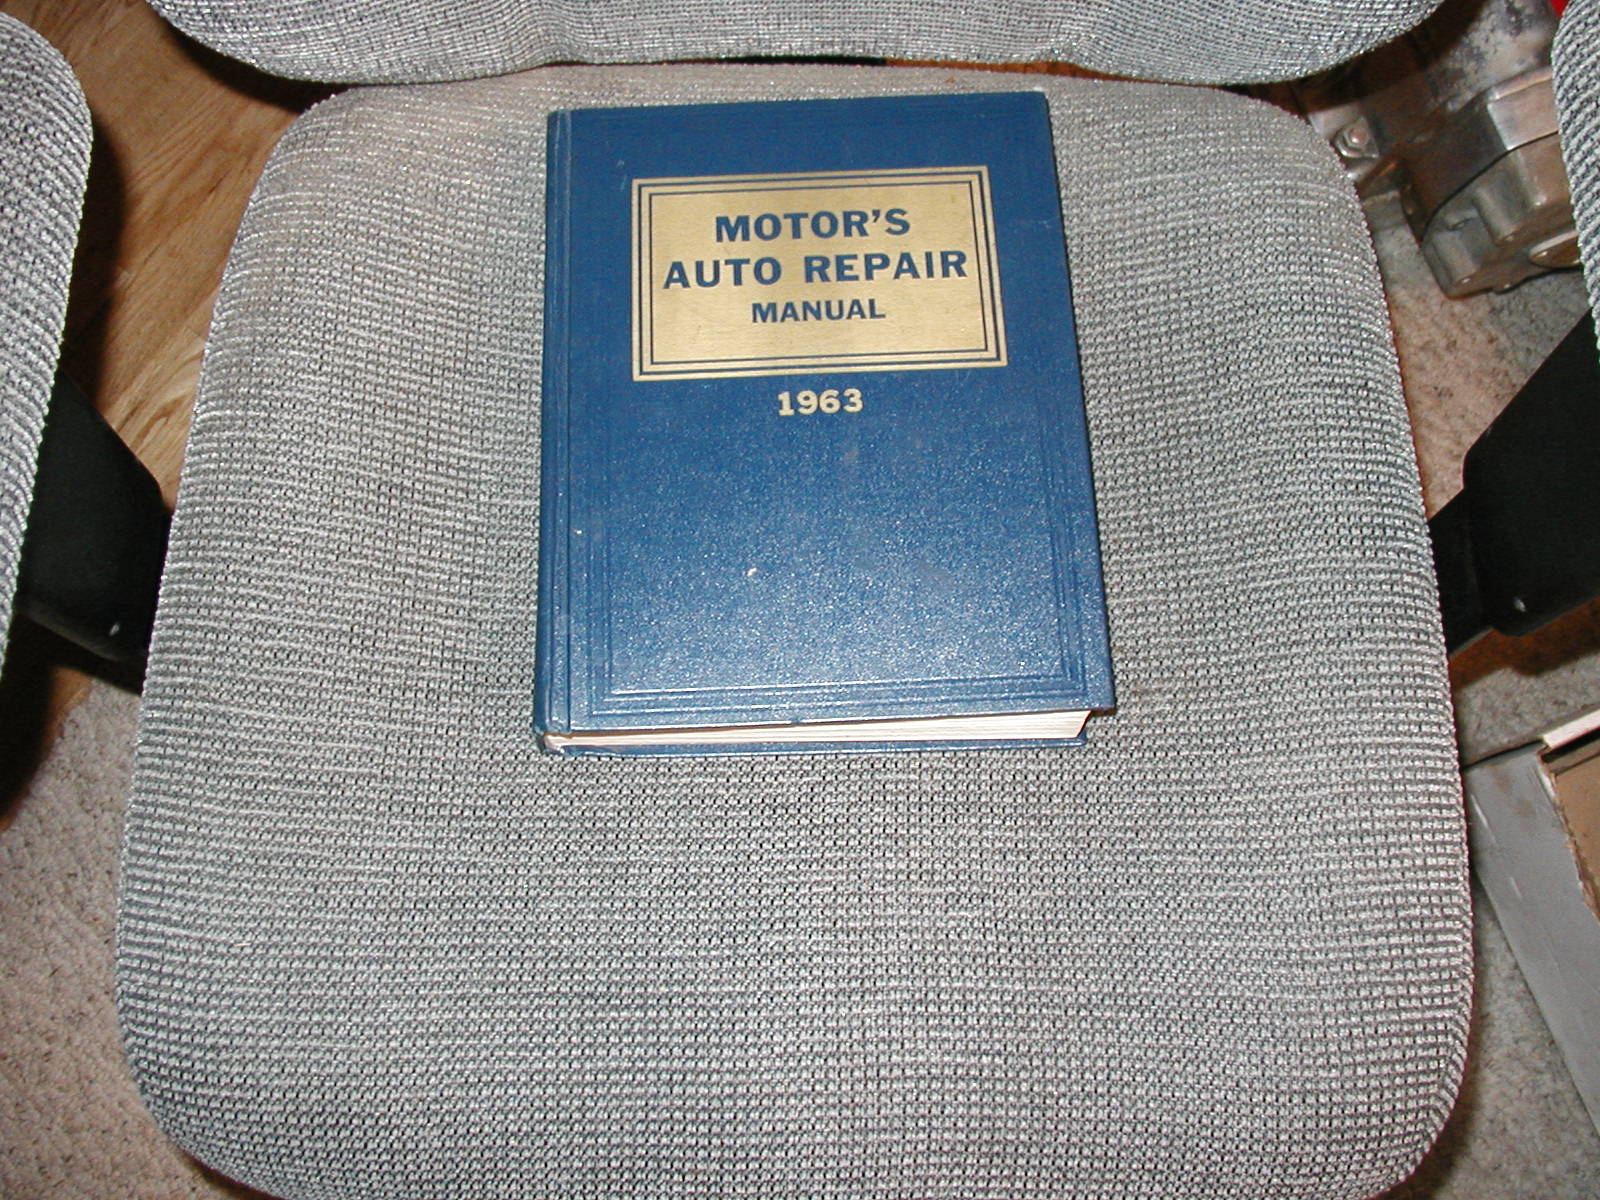 MOTOR'S
AUTO REPAIR
MANUAL
1963